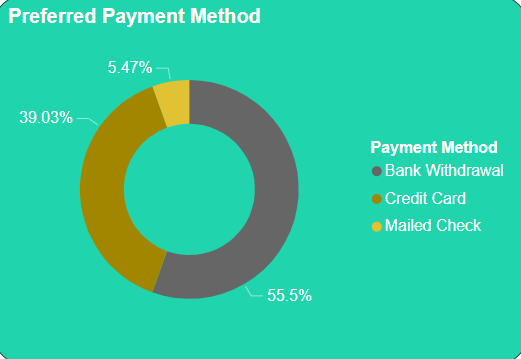 Preferred Payment Method
5.47%
39.03%
55.5%
Payment Method
Bank Withdrawal
Credit Card
Mailed Check